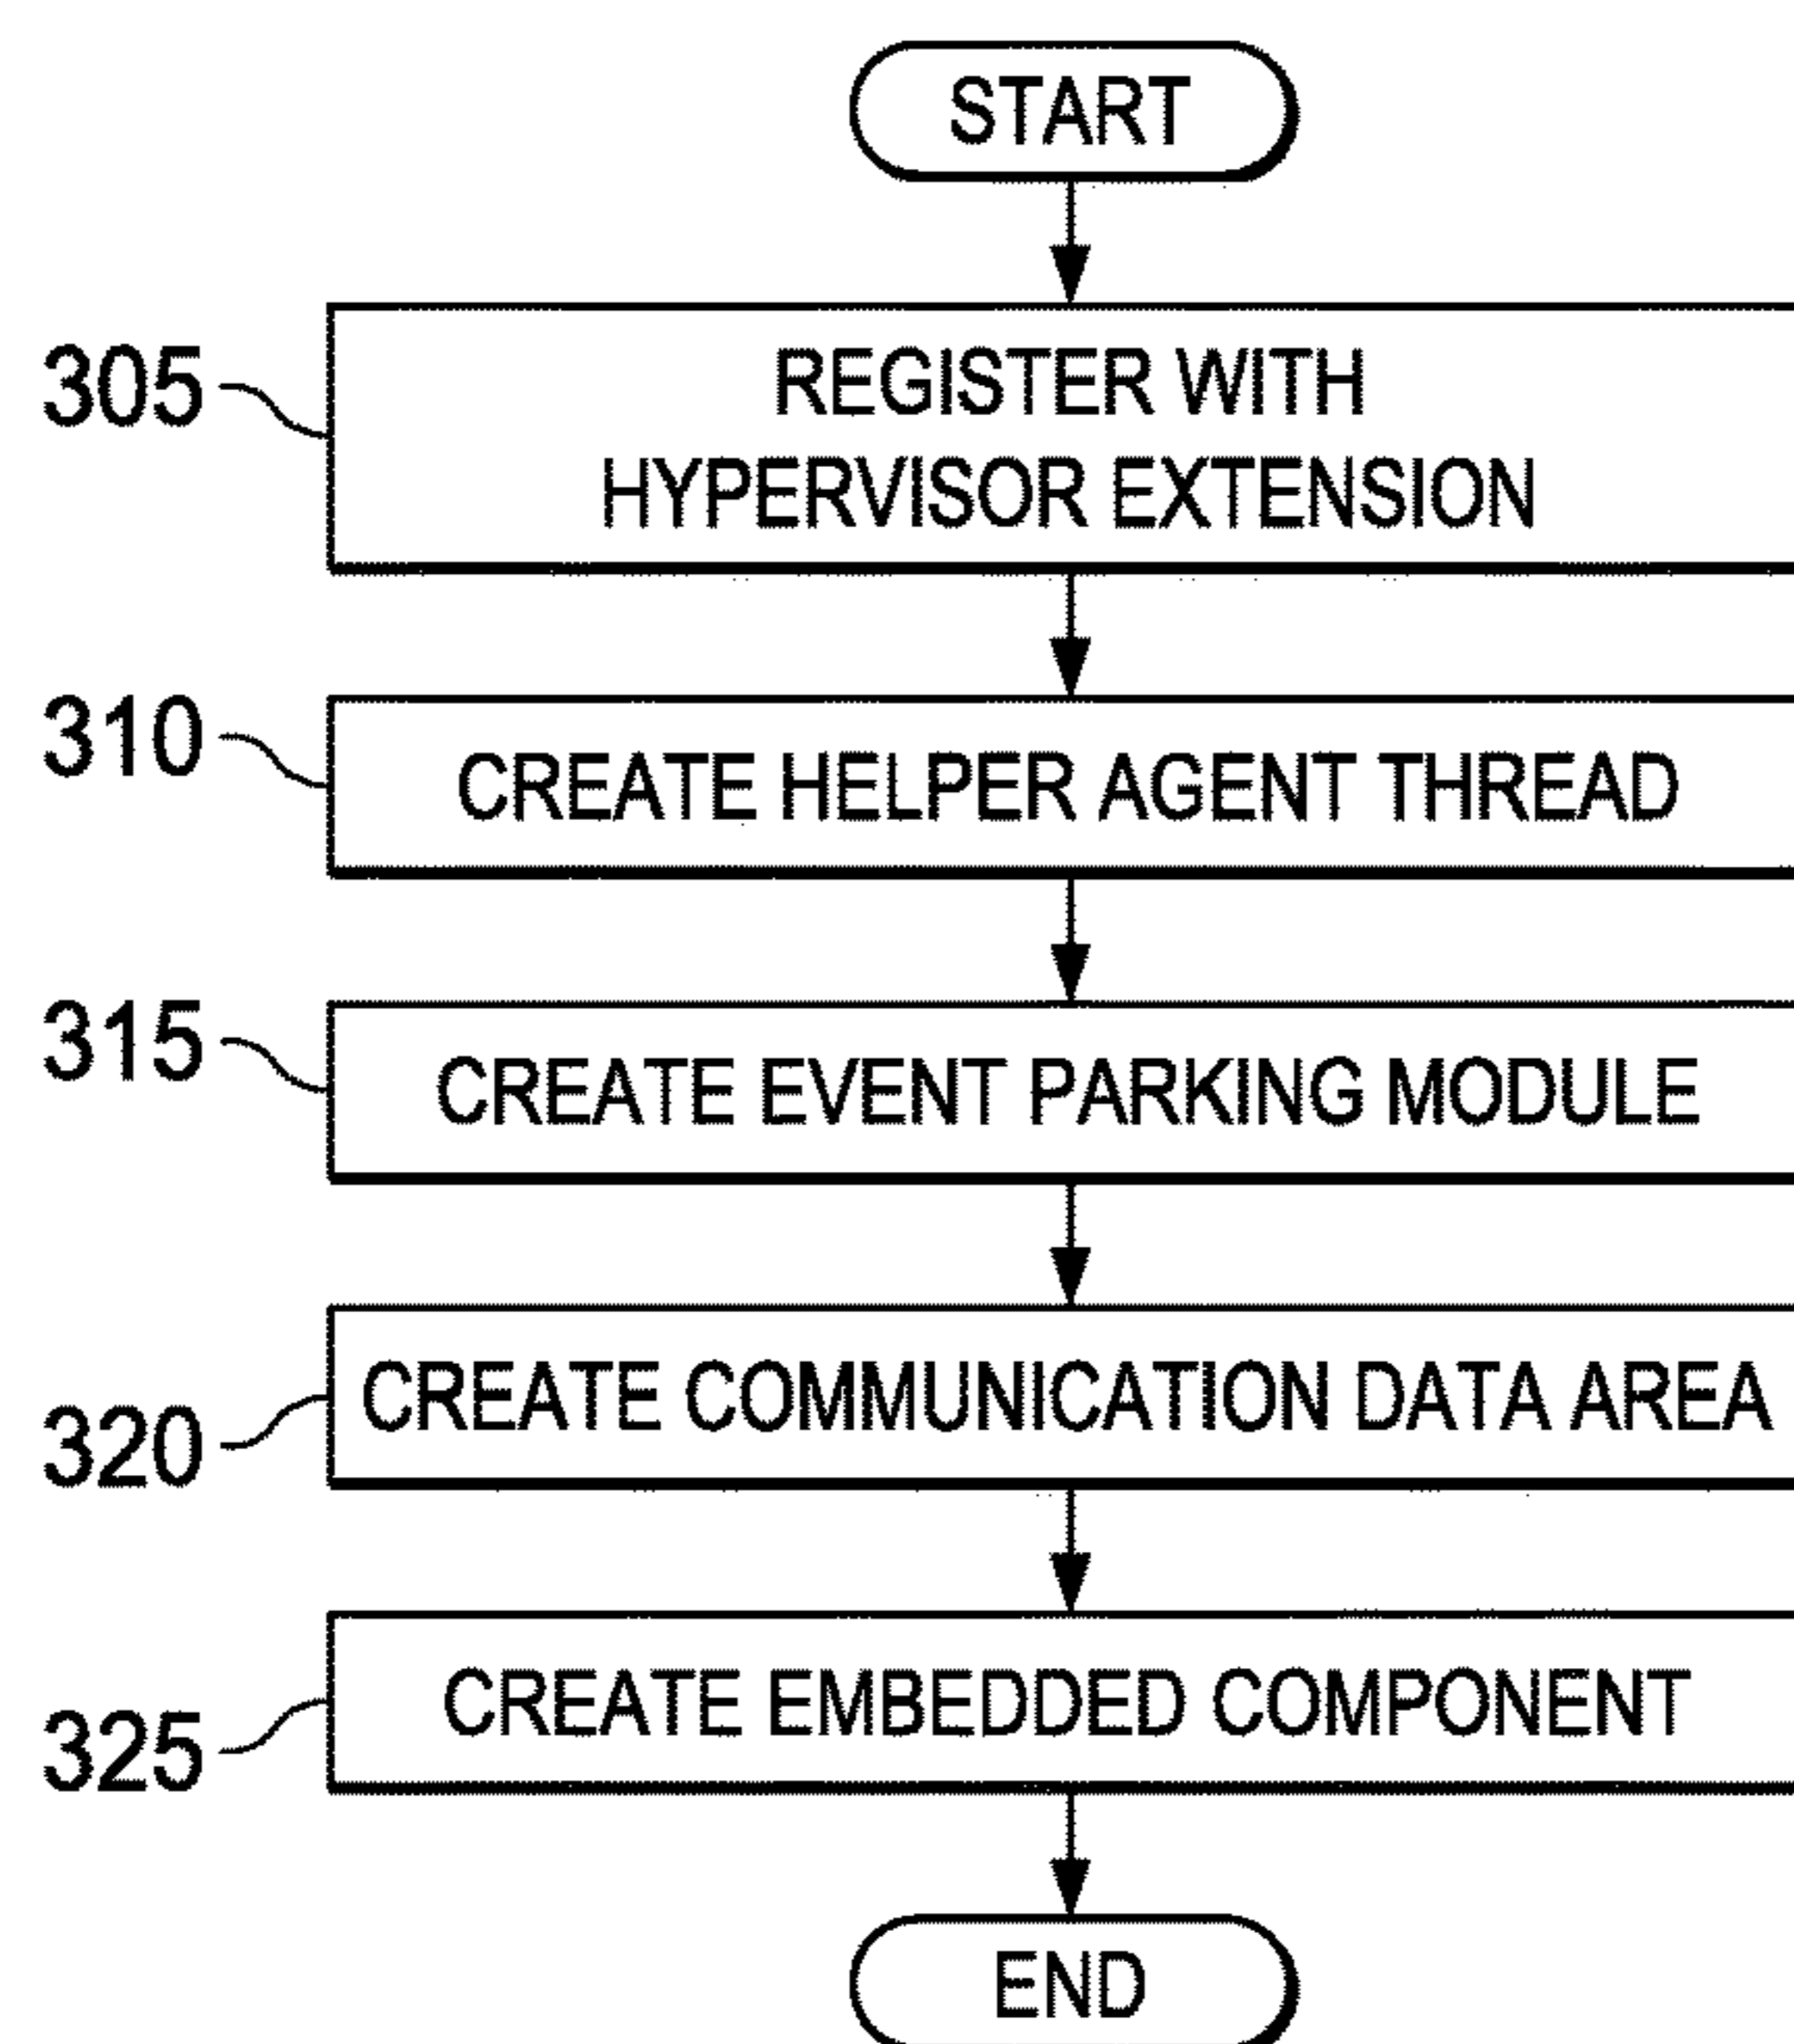 START
305
REGISTER WITH
HYPERVISOR EXTENSION
310
CREATE HELPER AGENT THREAD
315
CREATE EVENT PARKING MODULE
320
CREATE COMMUNICATION DATA AREA
325
CREATE EMBEDDED COMPONENT
END